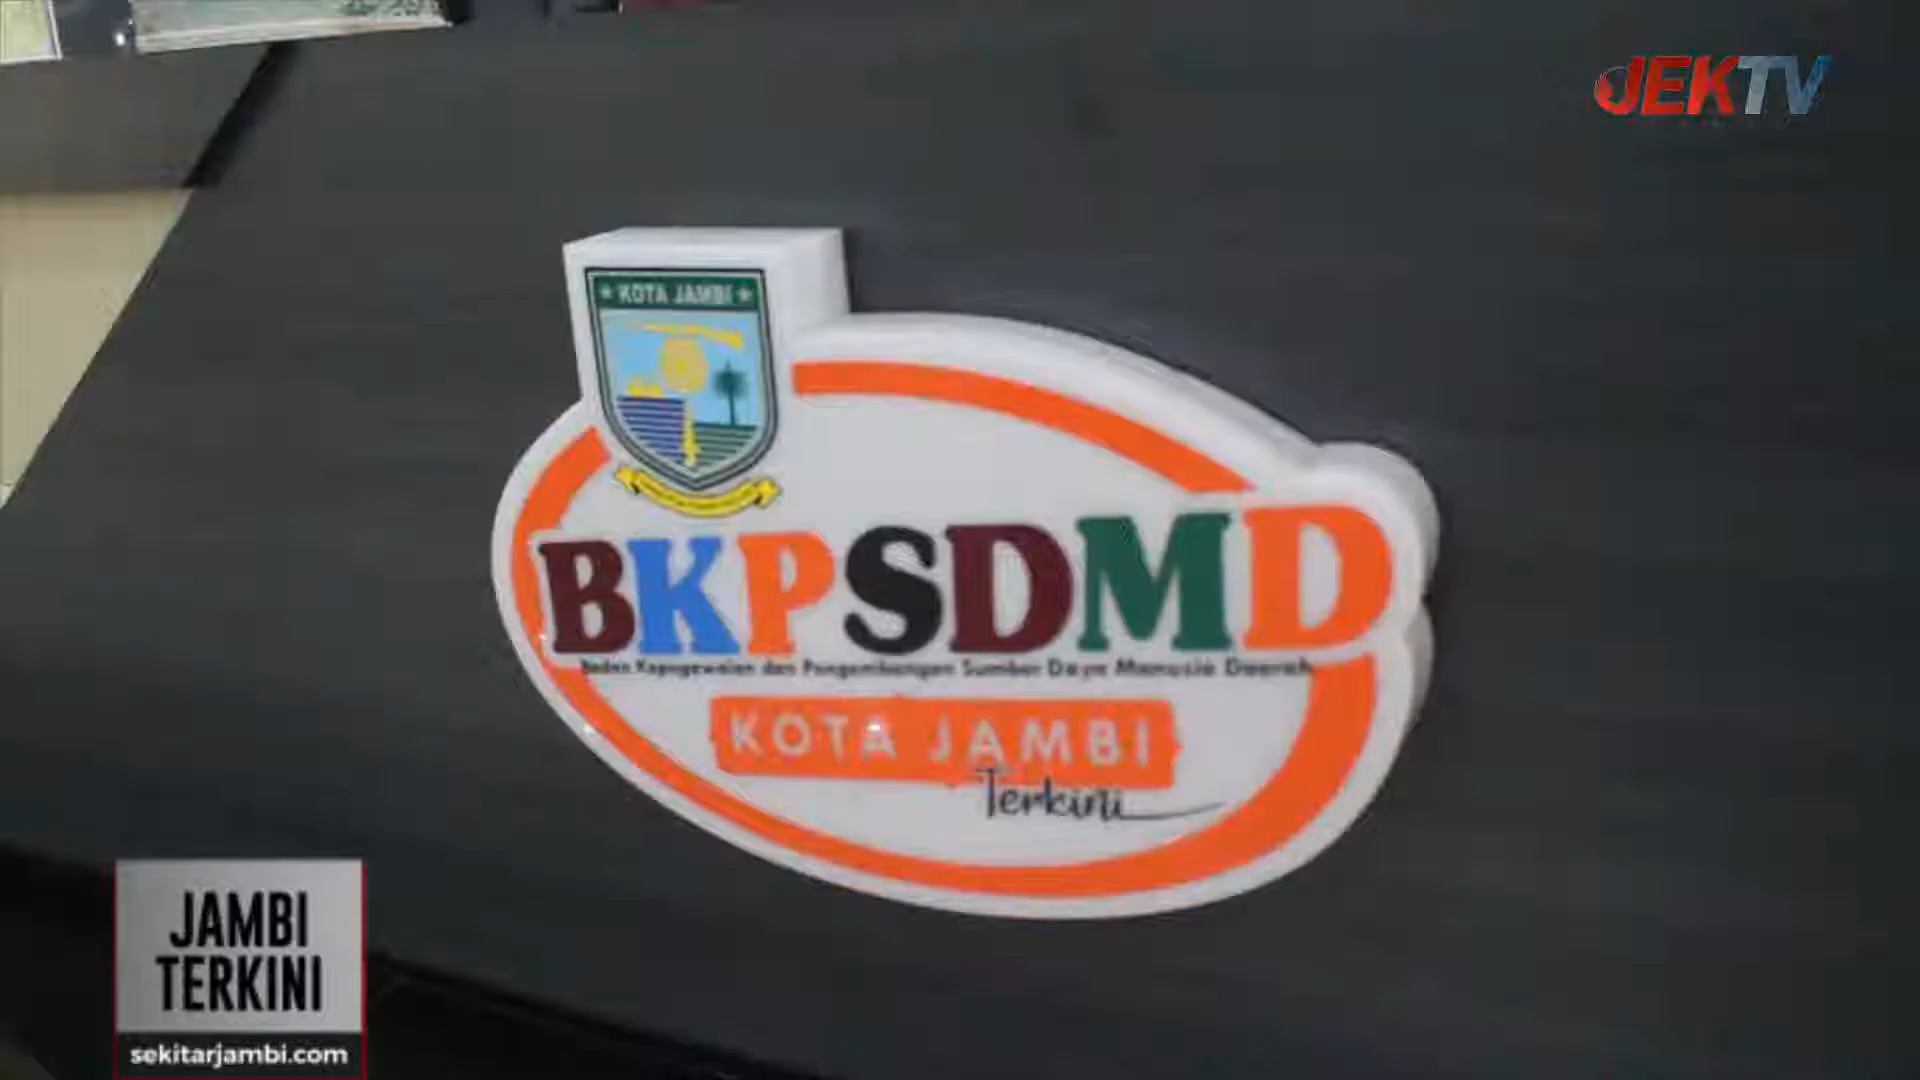 JEKTV
★ KOTA JAMBI ★
BKPSDMD
Badan Kepegawaian dan Pengembangan Sumber Daya Manusia Daerah
KOTA JAMBI
Terkini
JAMBI
TERKINI
sekitarjambi.com